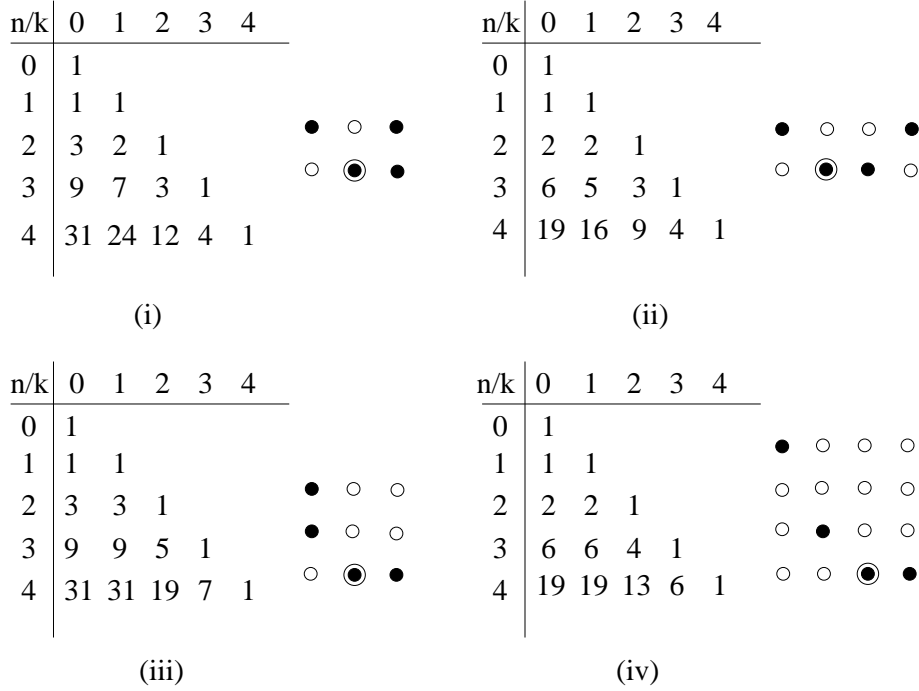 n/k 0 1 2 3 4
0 1
1 1 1
2 3 2 1
3 9 7 3 1
4 31 24 12 4 1
(i)
n/k 0 1 2 3 4
0 1
1 1 1
2 2 2 1
3 6 5 3 1
4 19 16 9 4 1
(ii)
n/k 0 1 2 3 4
0 1
1 1 1
2 3 3 1
3 9 9 5 1
4 31 31 19 7 1
(iii)
n/k 0 1 2 3 4
0 1
1 1 1
2 2 2 1
3 6 6 4 1
4 19 19 13 6 1
(iv)